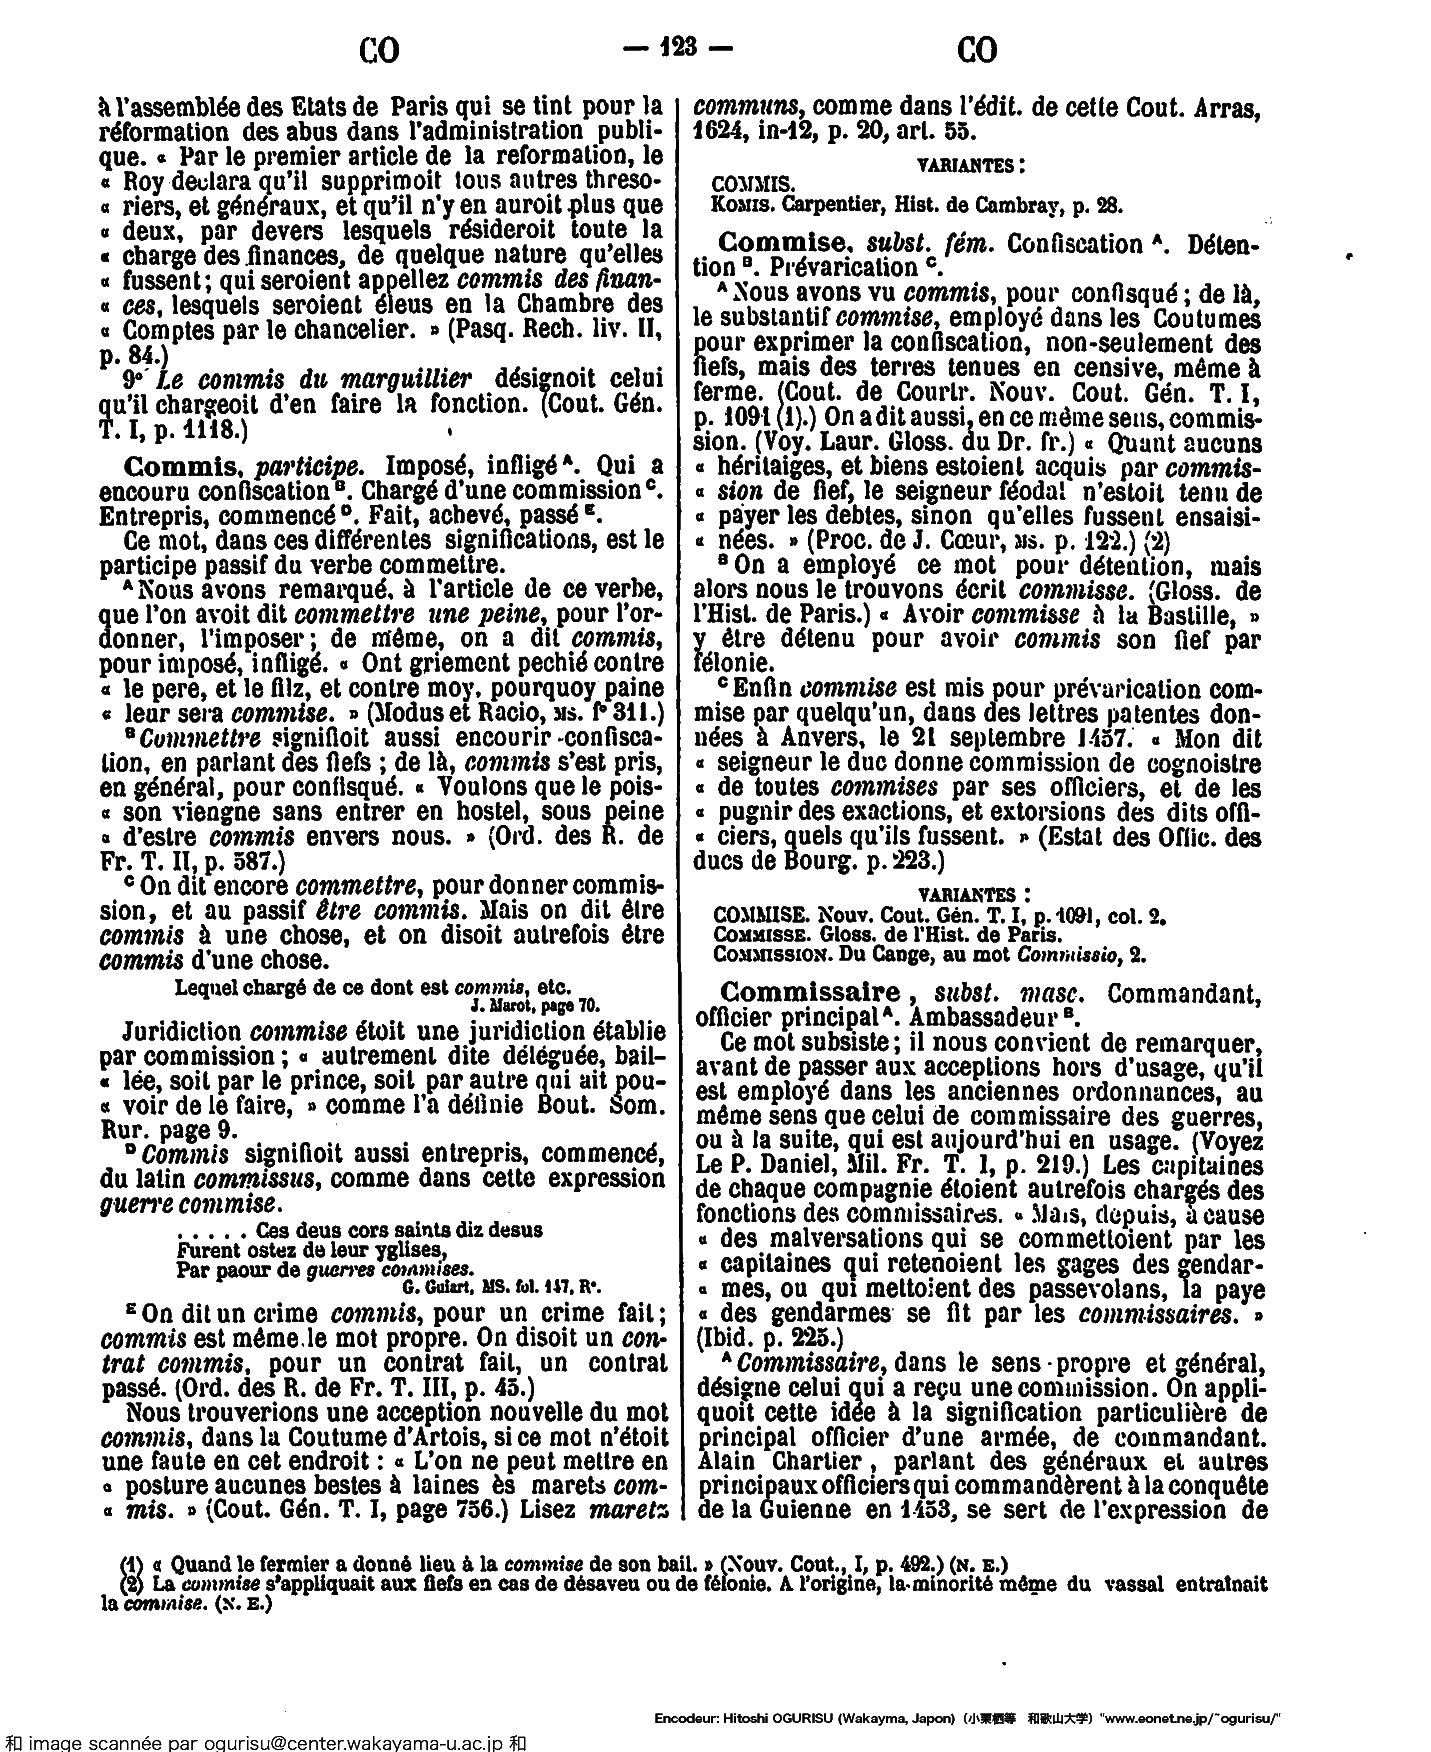 CO — 123 — CO
à l'assemblée des Etats de Paris qui se tint pour la
réformation des abus dans l'administration publi-
que. « Par le premier article de la reformation, le
« Roy declara qu'il supprimoit tous autres threso-
« riers, et généraux, et qu'il n'y en auroit plus que
« deux, par devers lesquels résideroit toute la
« charge des finances, de quelque nature qu'elles
« fussent ; qui seroient appellez commis des finan-
« ces, lesquels seroient éleus en la Chambre des
« Comptes par le chancelier. » (Pasq. Rech. liv. II,
p. 84.)
9° Le commis du marguillier désignoit celui
qu'il chargeoit d'en faire la fonction. (Cout. Gén.
T. I, p. 1118.)
Commis, participe. Imposé, infligé A. Qui a
encouru confiscation B. Chargé d'une commission C.
Entrepris, commencé D. Fait, achevé, passé E.
Ce mot, dans ces différentes significations, est le
participe passif du verbe commettre.
A Nous avons remarqué, à l'article de ce verbe,
que l'on avoit dit commettre une peine, pour l'or-
donner, l'imposer ; de même, on a dit commis,
pour imposé, infligé. « Ont griement pechié contre
« le pere, et le filz, et contre moy, pourquoy paine
« leur sera commise. » (Modus et Racio, MS. f° 311.)
B Commettre signifioit aussi encourir confisca-
tion, en parlant des fiefs ; de là, commis s'est pris,
en général, pour confisqué. « Voulons que le pois-
« son viengne sans entrer en hostel, sous peine
« d'estre commis envers nous. » (Ord. des R. de
Fr. T. II, p. 587.)
C On dit encore commettre, pour donner commis-
sion, et au passif être commis. Mais on dit être
commis à une chose, et on disoit autrefois être
commis d'une chose.
Lequel chargé de ce dont est commis, etc.
J. Marot, page 70.
Juridiction commise étoit une juridiction établie
par commission ; « autrement dite déléguée, bail-
« lée, soit par le prince, soit par autre qui ait pou-
« voir de le faire, » comme l'a définie Bout. Som.
Rur. page 9.
D Commis signifioit aussi entrepris, commencé,
du latin commissus, comme dans cette expression
guerre commise.
. . . . . Ces deus cors saints diz desus
Furent ostez de leur yglises,
Par paour de guerres commises.
G. Guiart, MS. fol. 147, R°.
E On dit un crime commis, pour un crime fait ;
commis est même le mot propre. On disoit un con-
trat commis, pour un contrat fait, un contrat
passé. (Ord. des R. de Fr. T. III, p. 45.)
Nous trouverions une acception nouvelle du mot
commis, dans la Coutume d'Artois, si ce mot n'étoit
une faute en cet endroit : « L'on ne peut mettre en
« posture aucunes bestes à laines ès marets com-
« mis. » (Cout. Gén. T. I, page 756.) Lisez marets
communs, comme dans l'édit. de cette Cout. Arras,
1624, in-12, p. 20, art. 55.
VARIANTES :
COMMIS.
KOMIS. Carpentier, Hist. de Cambray, p. 28.
Commise, subst. fém. Confiscation A. Déten-
tion B. Prévarication C.
A Nous avons vu commis, pour confisqué ; de là,
le substantif commise, employé dans les Coutumes
pour exprimer la confiscation, non-seulement des
fiefs, mais des terres tenues en censive, même à
ferme. (Cout. de Courtr. Nouv. Cout. Gén. T. I,
p. 1091 (1).) On a dit aussi, en ce même sens, commis-
sion. (Voy. Laur. Gloss. du Dr. fr.) « Quant aucuns
« héritaiges, et biens estoient acquis par commis-
« sion de fief, le seigneur féodal n'estoit tenu de
« payer les debtes, sinon qu'elles fussent ensaisi-
« nées. » (Proc. de J. Cœur, MS. p. 122.) (2)
B On a employé ce mot pour détention, mais
alors nous le trouvons écrit commisse. (Gloss. de
l'Hist. de Paris.) « Avoir commisse à la Bastille, »
y être détenu pour avoir commis son fief par
félonie.
C Enfin commise est mis pour prévarication com-
mise par quelqu'un, dans des lettres patentes don-
nées à Anvers, le 21 septembre 1457. « Mon dit
« seigneur le duc donne commission de cognoistre
« de toutes commises par ses officiers, et de les
« pugnir des exactions, et extorsions des dits offi-
« ciers, quels qu'ils fussent. » (Estat des Offic. des
ducs de Bourg. p. 223.)
VARIANTES :
COMMISE. Nouv. Cout. Gén. T. I, p. 1091, col. 2.
COMMISSE. Gloss. de l'Hist. de Paris.
COMMISSION. Du Cange, au mot Commissio, 2.
Commissaire, subst. masc. Commandant,
officier principal A. Ambassadeur B.
Ce mot subsiste ; il nous convient de remarquer,
avant de passer aux acceptions hors d'usage, qu'il
est employé dans les anciennes ordonnances, au
même sens que celui de commissaire des guerres,
ou à la suite, qui est aujourd'hui en usage. (Voyez
Le P. Daniel, Mil. Fr. T. I, p. 219.) Les capitaines
de chaque compagnie étoient autrefois chargés des
fonctions des commissaires. « Mais, depuis, à cause
« des malversations qui se commettoient par les
« capitaines qui retenoient les gages des gendar-
« mes, ou qui mettoient des passevolans, la paye
« des gendarmes se fit par les commissaires. »
(Ibid. p. 225.)
A Commissaire, dans le sens propre et général,
désigne celui qui a reçu une commission. On appli-
quoit cette idée à la signification particulière de
principal officier d'une armée, de commandant.
Alain Chartier, parlant des généraux et autres
principaux officiers qui commandèrent à la conquête
de la Guienne en 1453, se sert de l'expression de
(1) « Quand le fermier a donné lieu à la commise de son bail. » (Nouv. Cout., I, p. 492.) (N. E.)
(2) La commise s'appliquait aux fiefs en cas de désaveu ou de félonie. A l'origine, la minorité même du vassal entraînait
la commise. (N. E.)
Encodeur: Hitoshi OGURISU (Wakayma, Japon) (小栗栖等 和歌山大学) "www.eonet.ne.jp/~ogurisu/"
和 image scannée par ogurisu@center.wakayama-u.ac.jp 和